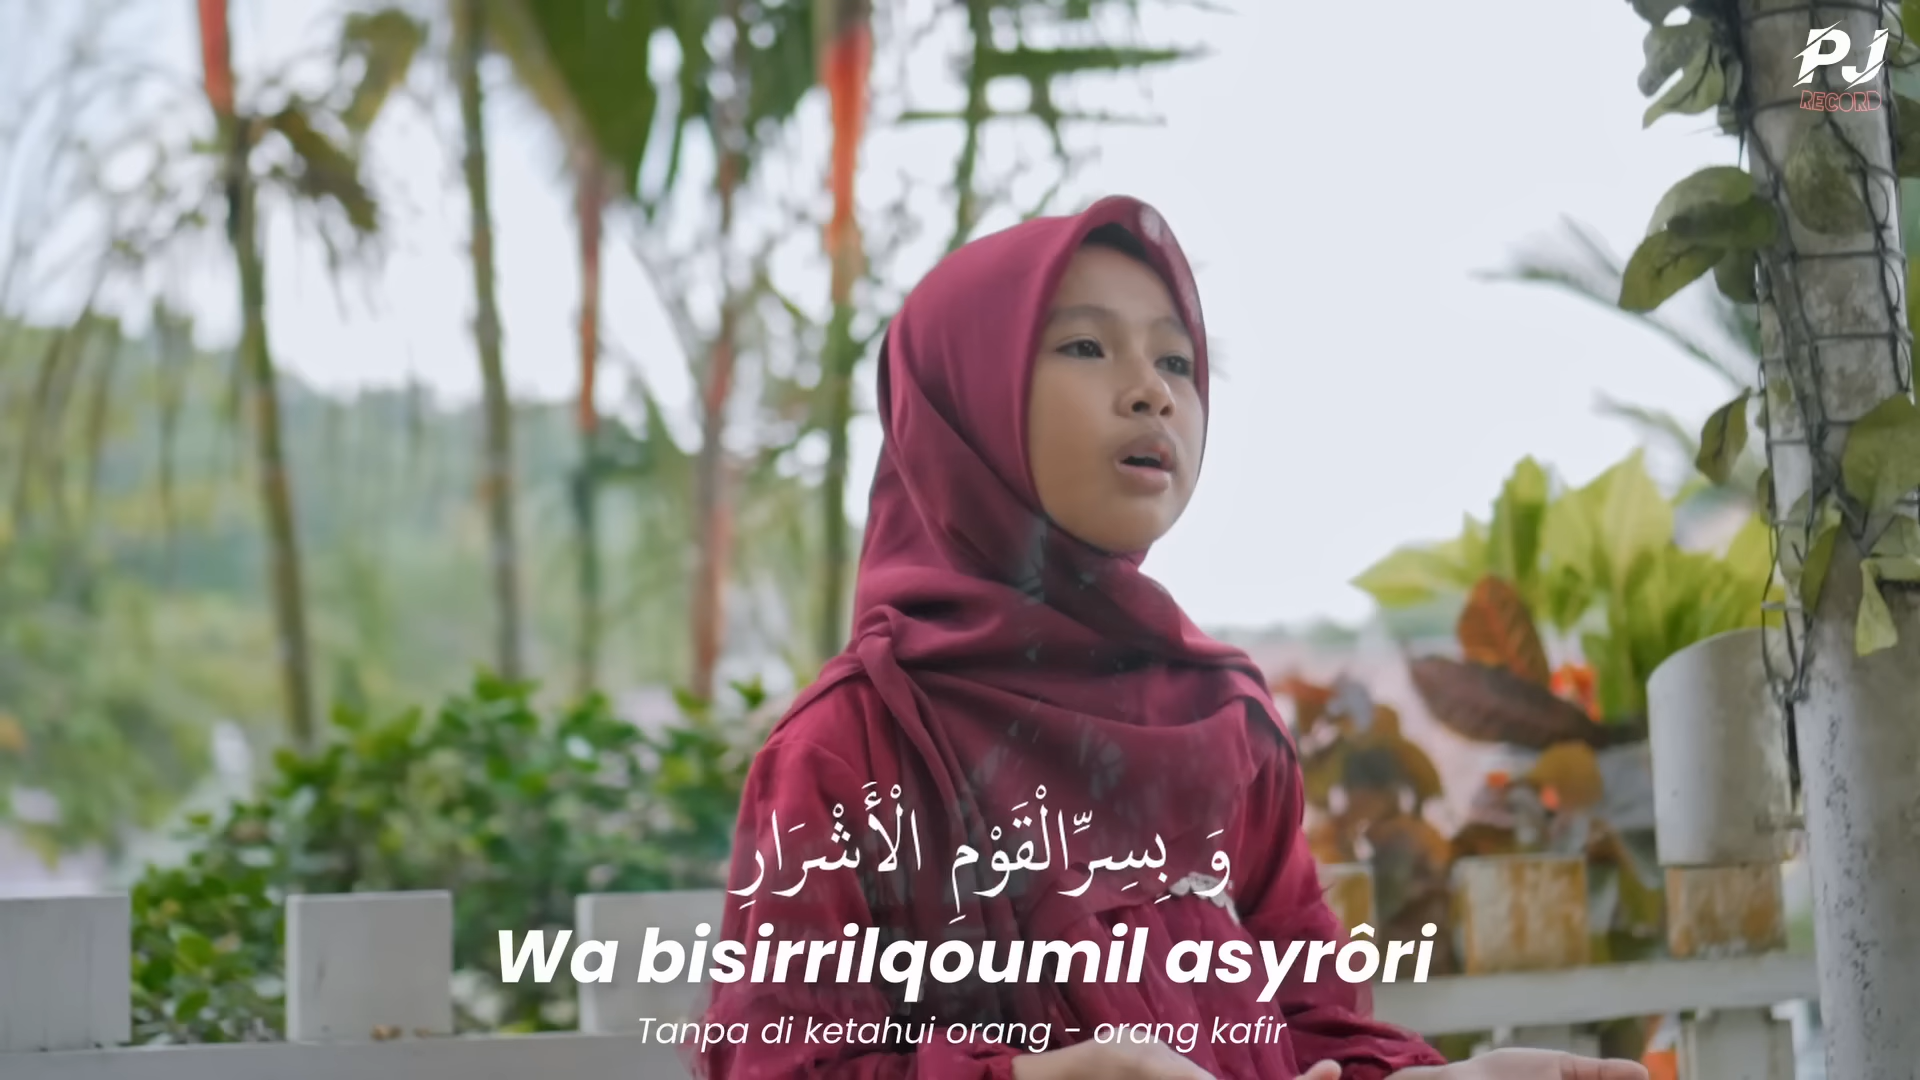 PJ
RECORD
وَ بِسِرِّالْقَوْمِ الْأَشْرَارِ
Wa bisirrilqoumil asyrôri
Tanpa di ketahui orang - orang kafir